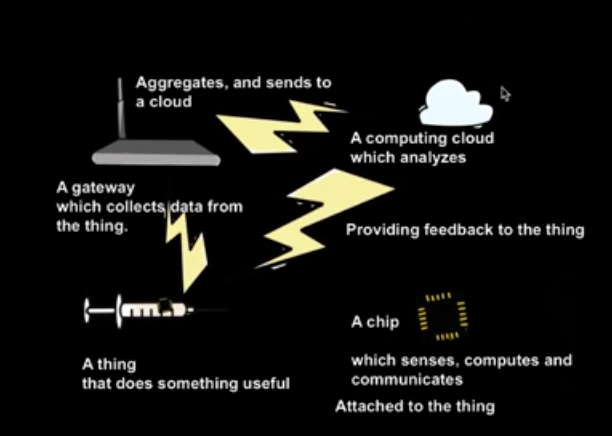 Aggregates, and sends to
a cloud
A computing cloud
which analyzes
A gateway
which collects data from
the thing.
Providing feedback to the thing
A chip
A thing
that does something useful
which senses, computes and
communicates
Attached to the thing